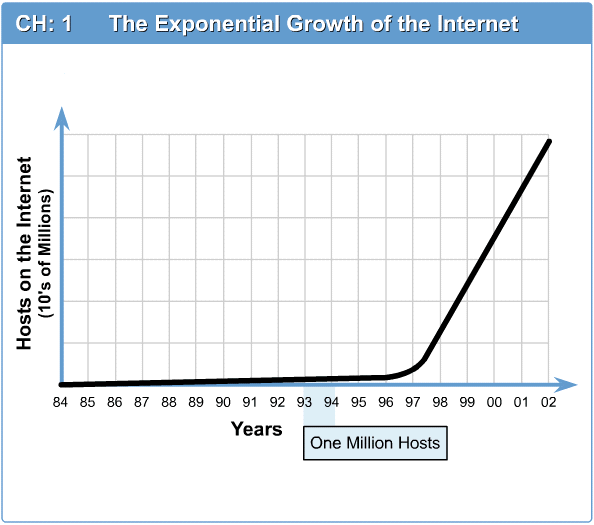 CH: 1 The Exponential Growth of the Internet
Hosts on the Internet
(10's of Millions)
84 85 86 87 88 89 90 91 92 93 94 95 96 97 98 99 00 01 02
Years
One Million Hosts